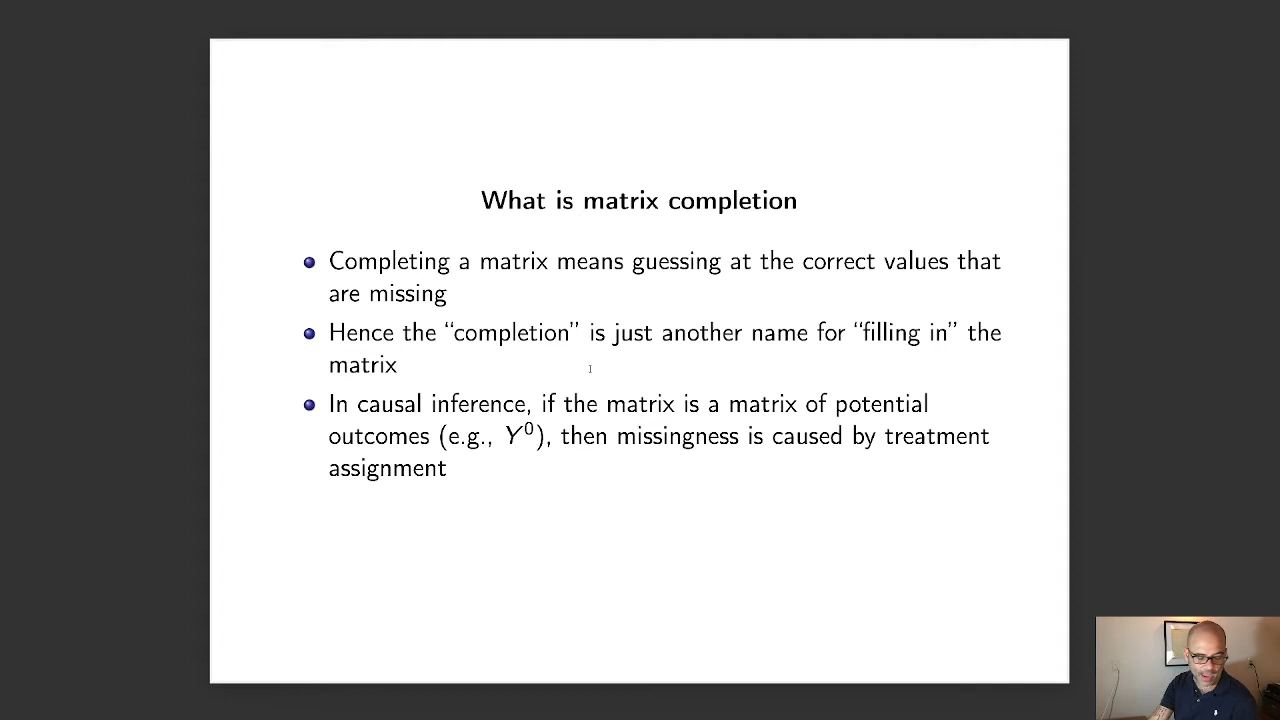 What is matrix completion
Completing a matrix means guessing at the correct values that
are missing
Hence the “completion” is just another name for “filling in” the
matrix
In causal inference, if the matrix is a matrix of potential
outcomes (e.g., Y⁰), then missingness is caused by treatment
assignment